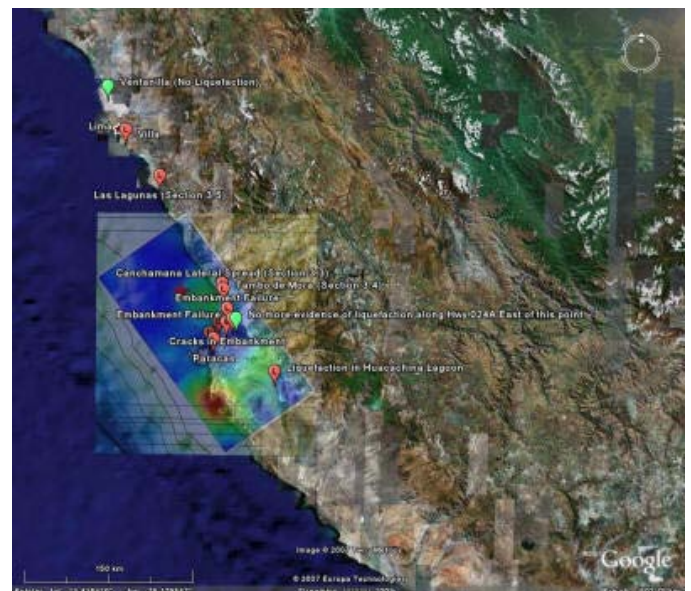 Ventanilla (No Liquefaction)
Lima
Villa
Las Lagunas (Section 3.5)
Canchamana Lateral Spread (Section 3.3)
Tambo de Mora (Section 3.4)
Embankment Failure
Embankment Failure
No more evidence of liquefaction along Hwy 024A East of this point
Cracks in Embankment
Paracas
Liquefaction in Huacachina Lagoon
Image © 2007
150 km
© 2007 Europa Technologies
Google